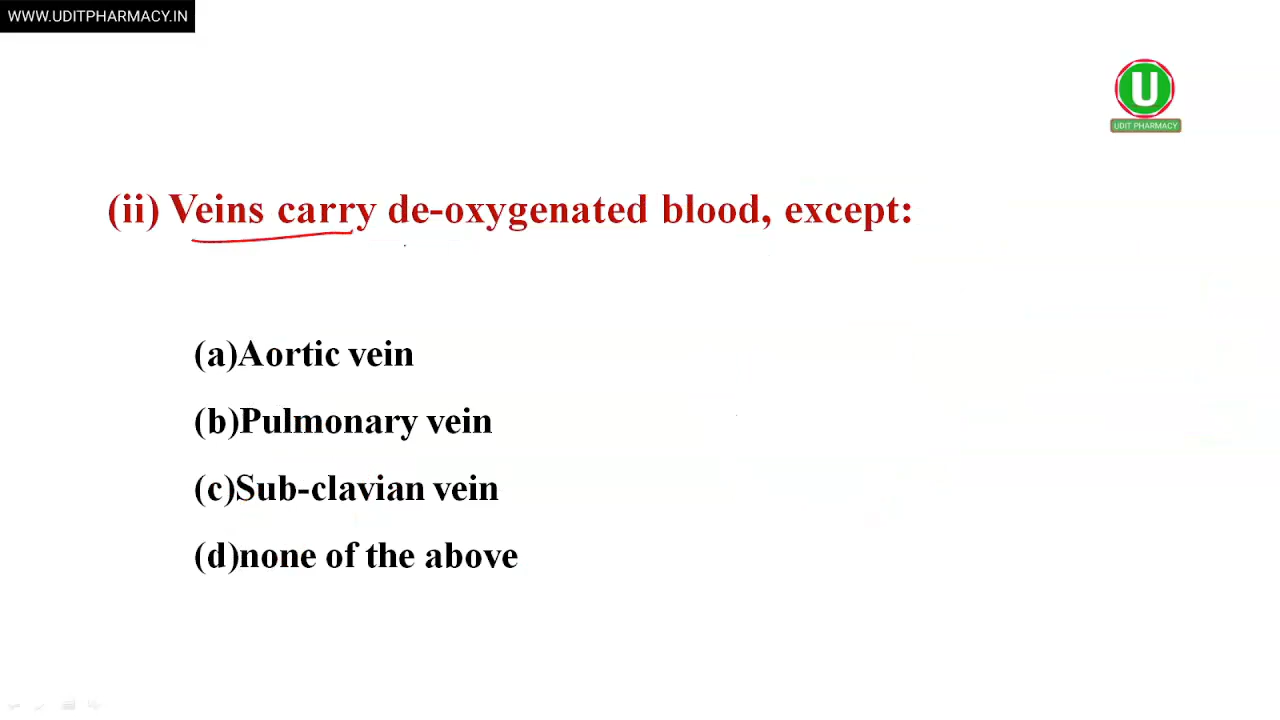 WWW.UDITPHARMACY.IN
U
UDIT PHARMACY
(ii) Veins carry de-oxygenated blood, except:
(a)Aortic vein
(b)Pulmonary vein
(c)Sub-clavian vein
(d)none of the above